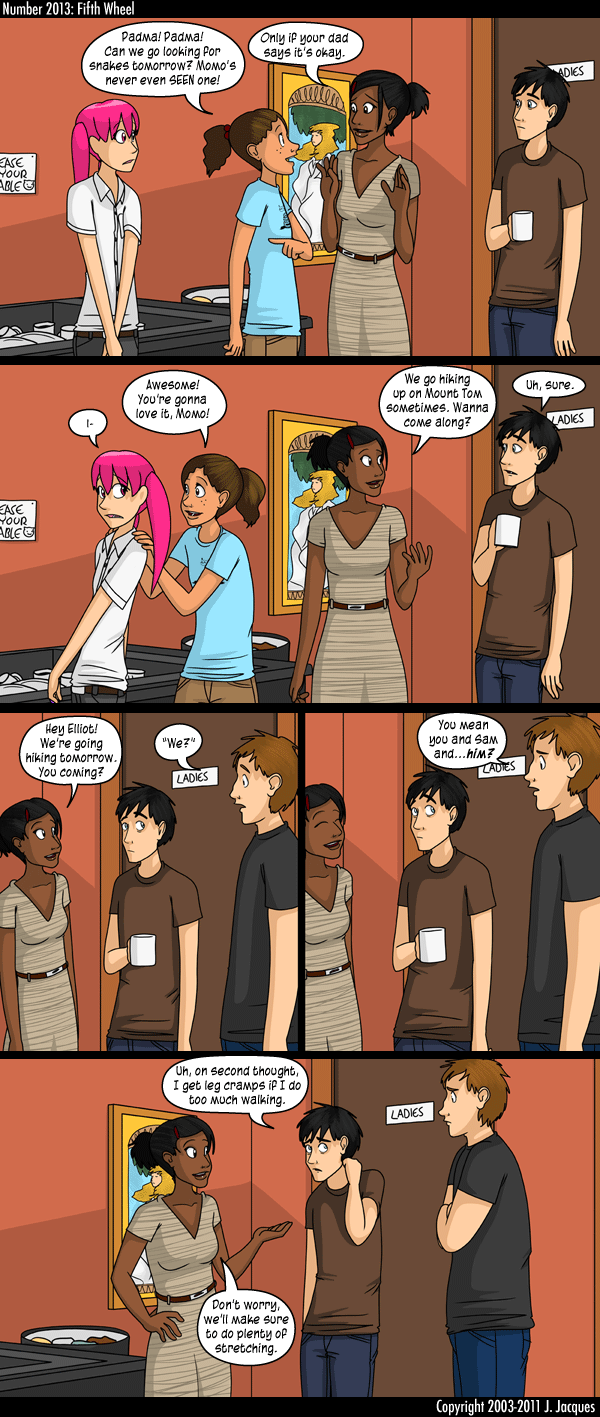 Number 2013: Fifth Wheel
Padma! Padma!
Can we go looking for
snakes tomorrow? Momo's
never even SEEN one!
Only if your dad
says it's okay.
LADIES
EASE
YOUR
ABLE
I-
Awesome!
You're gonna
love it, Momo!
We go hiking
up on Mount Tom
sometimes. Wanna
come along?
Uh, sure.
LADIES
EASE
YOUR
ABLE
Hey Elliot!
We're going
hiking tomorrow.
You coming?
"We?"
LADIES
You mean
you and Sam
and...him?
LADIES
Uh, on second thought,
I get leg cramps if I do
too much walking.
LADIES
Don't worry,
we'll make sure
to do plenty of
stretching.
Copyright 2003-2011 J. Jacques